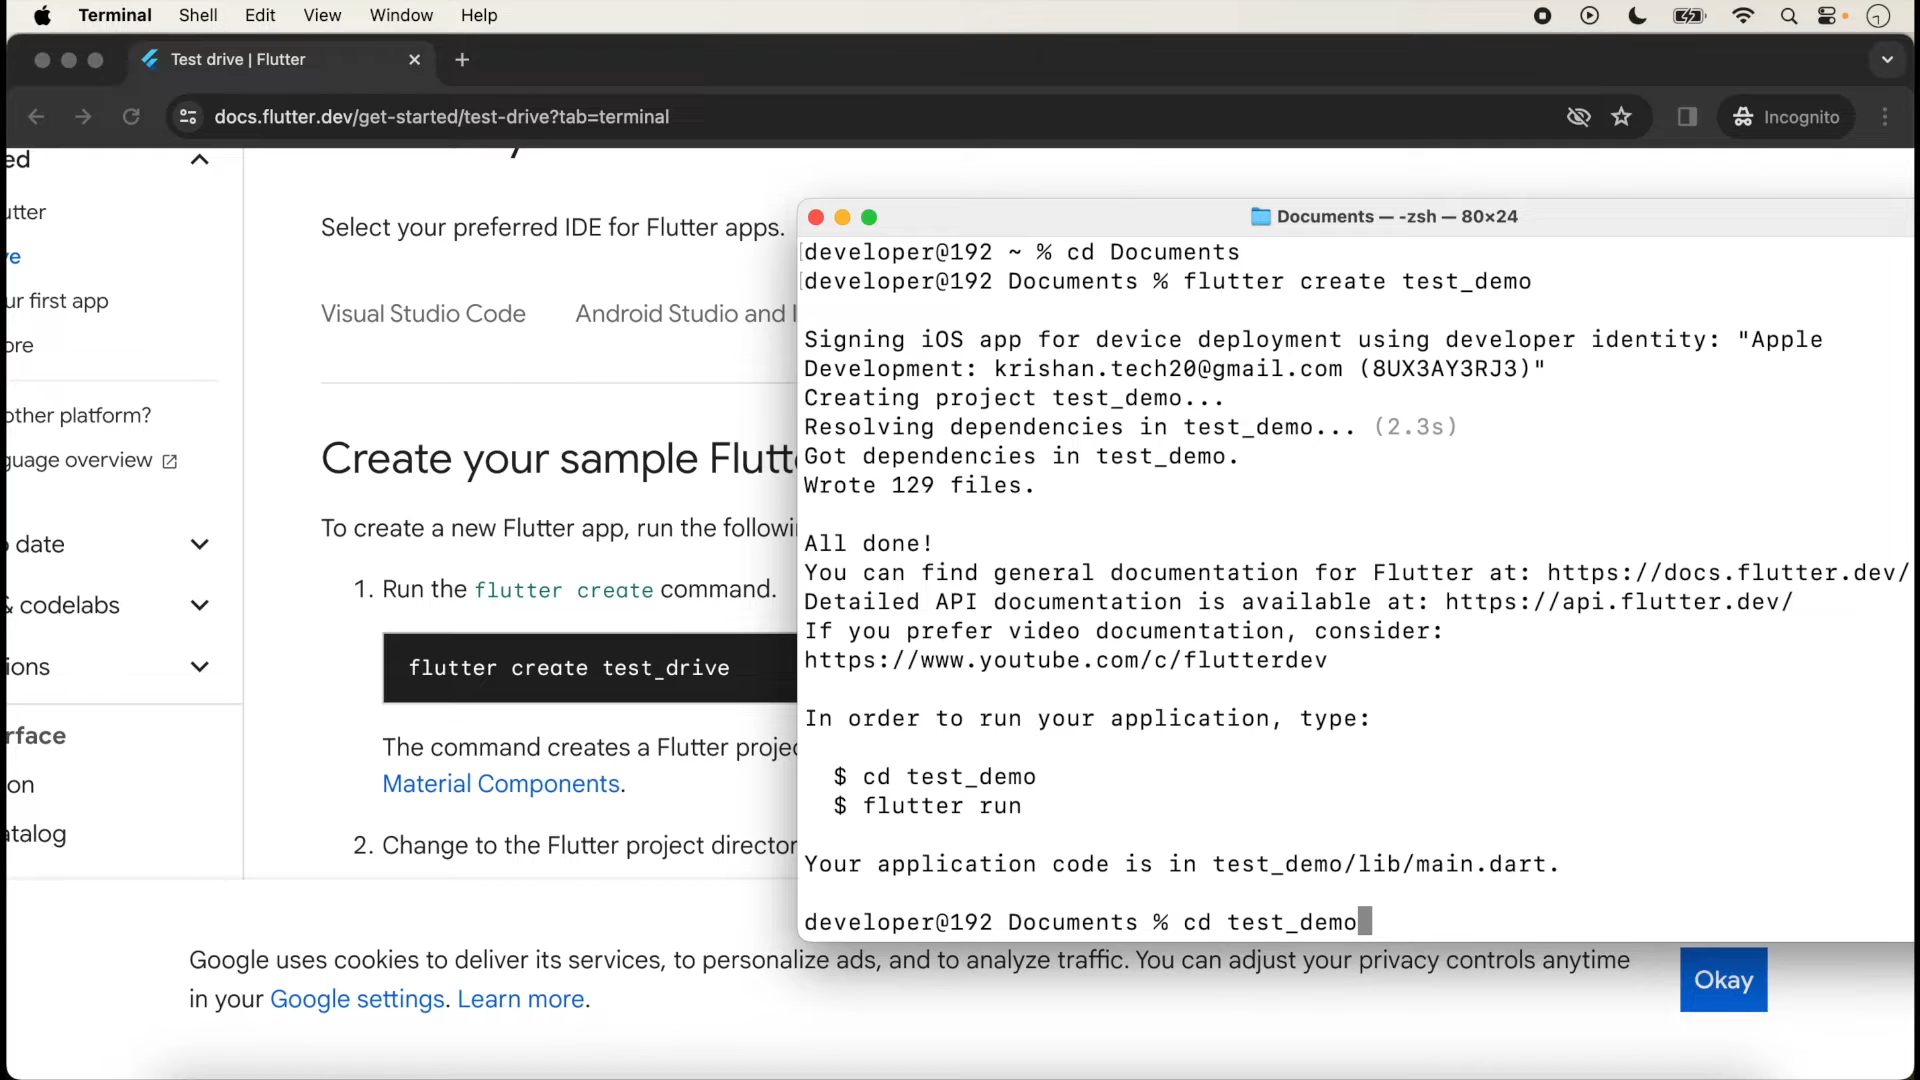 Terminal Shell Edit View Window Help
Test drive | Flutter
docs.flutter.dev/get-started/test-drive?tab=terminal
Incognito
ed
utter
ve
ur first app
ore
other platform?
guage overview
date
& codelabs
ions
rface
on
atalog
Select your preferred IDE for Flutter apps.
Visual Studio Code Android Studio and I
Create your sample Flutt
To create a new Flutter app, run the followi
1. Run the flutter create command.
flutter create test_drive
The command creates a Flutter projec
Material Components.
2. Change to the Flutter project director
Documents — -zsh — 80×24
developer@192 ~ % cd Documents
developer@192 Documents % flutter create test_demo
Signing iOS app for device deployment using developer identity: "Apple
Development: krishan.tech20@gmail.com (8UX3AY3RJ3)"
Creating project test_demo...
Resolving dependencies in test_demo... (2.3s)
Got dependencies in test_demo.
Wrote 129 files.
All done!
You can find general documentation for Flutter at: https://docs.flutter.dev/
Detailed API documentation is available at: https://api.flutter.dev/
If you prefer video documentation, consider:
https://www.youtube.com/c/flutterdev
In order to run your application, type:
$ cd test_demo
$ flutter run
Your application code is in test_demo/lib/main.dart.
developer@192 Documents % cd test_demo
Google uses cookies to deliver its services, to personalize ads, and to analyze traffic. You can adjust your privacy controls anytime
in your Google settings. Learn more.
Okay